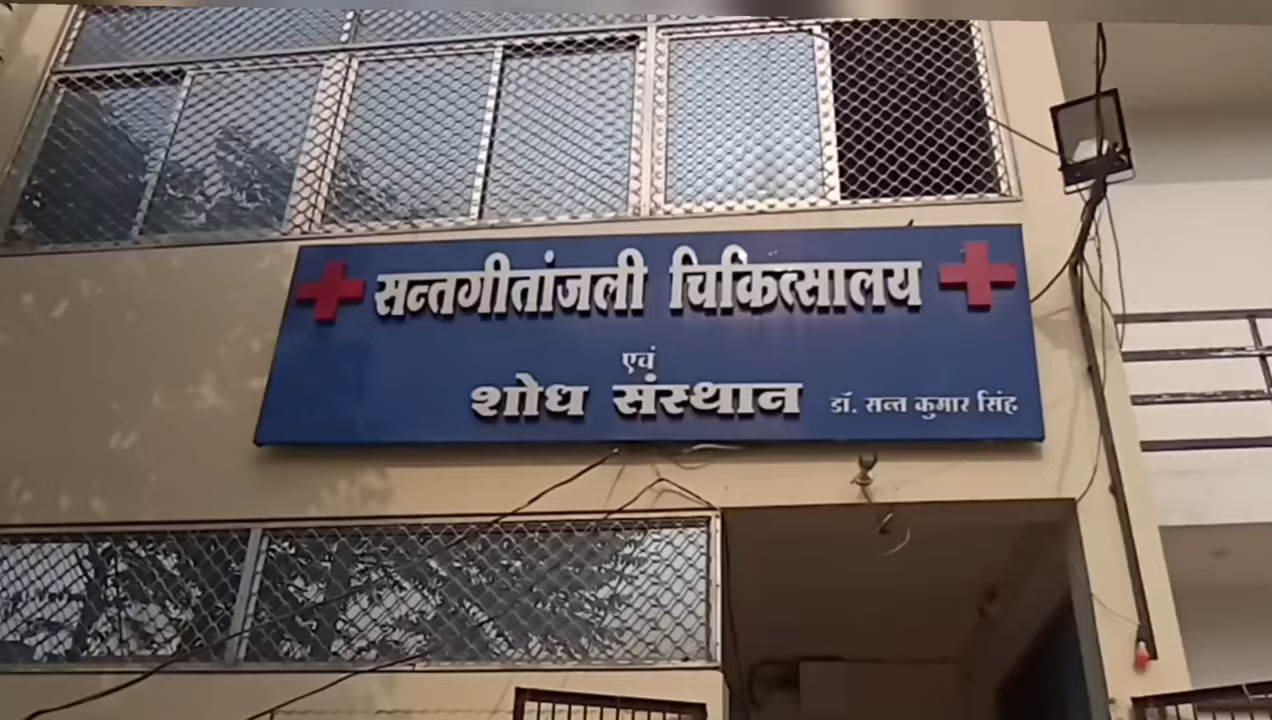 सन्तगीतांजली चिकित्सालय
एवं
शोध संस्थान
डॉ. सन्त कुमार सिंह